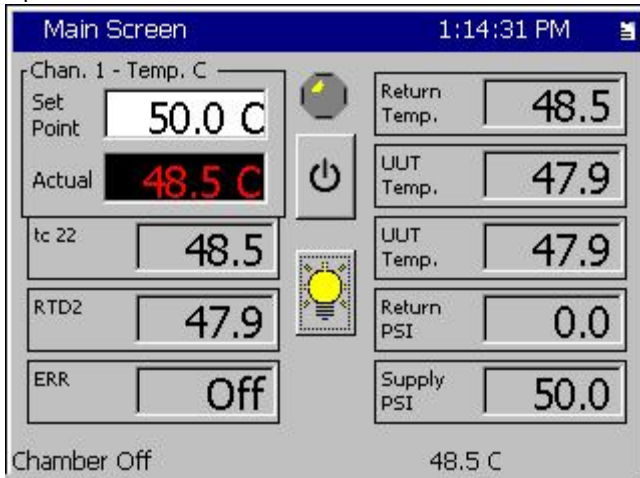 Main Screen 1:14:31 PM
Chan. 1 - Temp. C
Set Point 50.0 C
Actual 48.5 C
tc 22 48.5
RTD2 47.9
ERR Off
Return Temp. 48.5
UUT Temp. 47.9
UUT Temp. 47.9
Return PSI 0.0
Supply PSI 50.0
Chamber Off 48.5 C